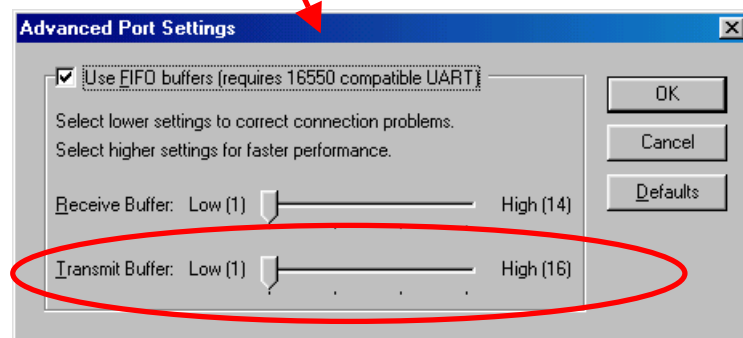 Advanced Port Settings
Use FIFO buffers (requires 16550 compatible UART)
OK
Select lower settings to correct connection problems.
Select higher settings for faster performance.
Cancel
Defaults
Receive Buffer: Low (1) High (14)
Transmit Buffer: Low (1) High (16)